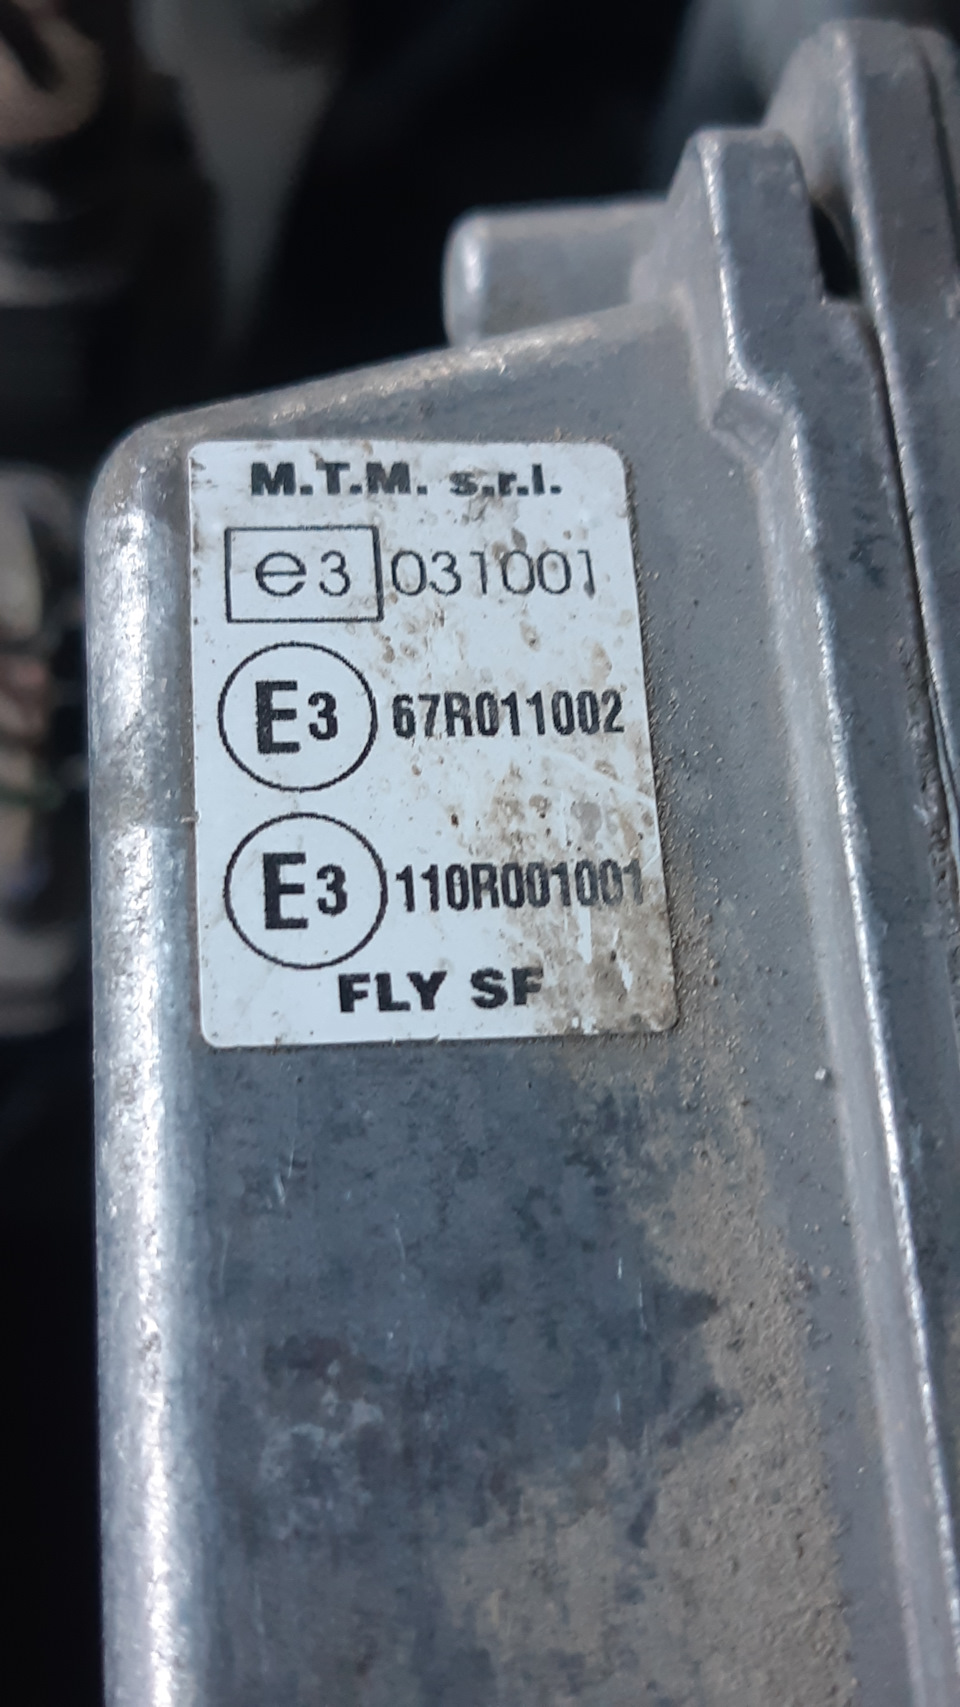 M.T.M. s.r.l.
e3 031001
E3 67R011002
E3 110R001001
FLY SF